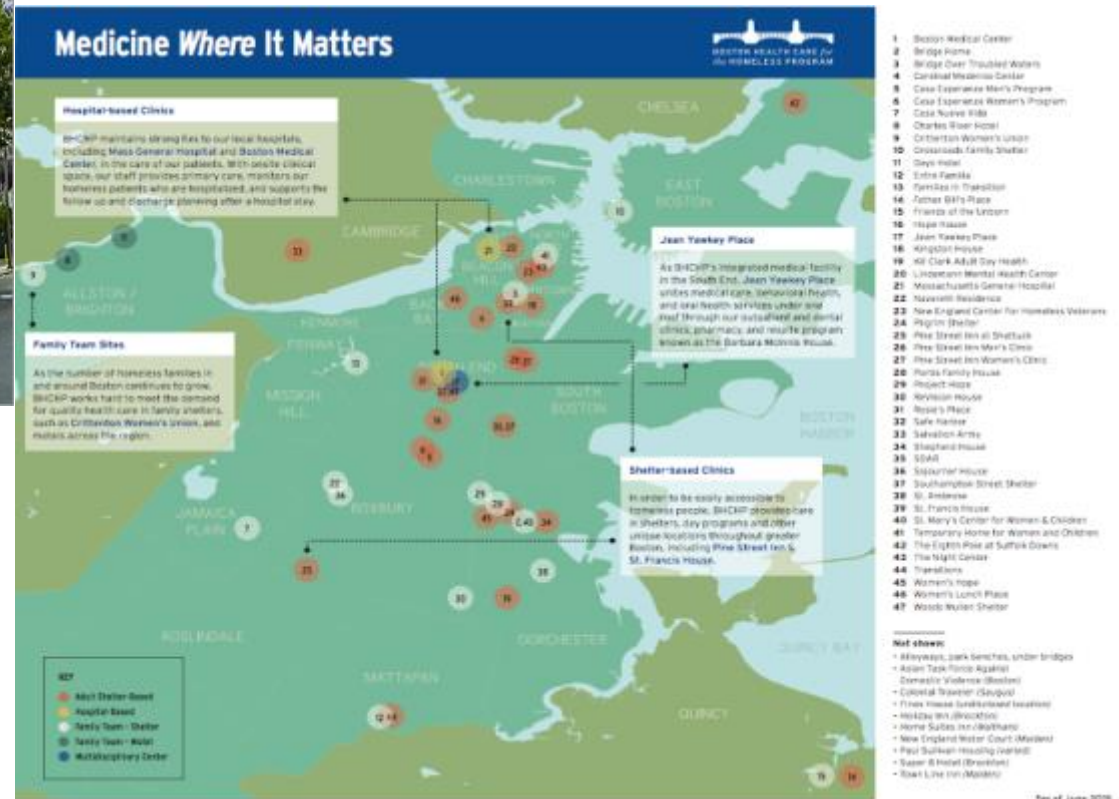 Medicine Where It Matters
BOSTON HEALTH CARE for
the HOMELESS PROGRAM
Hospital-based Clinics
BHCHP maintains strong ties to our local hospitals,
including Mass General Hospital and Boston Medical
Center, in the care of our patients. With onsite clinical
space, our staff provides primary care, monitors our
homeless patients who are hospitalized, and supports the
follow up and discharge planning after a hospital stay.
CHELSEA
CHARLESTOWN
EAST
BOSTON
CAMBRIDGE
ALLSTON /
BRIGHTON
KENMORE
FENWAY
MISSION
HILL
SOUTH
BOSTON
BOSTON
HARBOR
JAMAICA
PLAIN
ROXBURY
ROSLINDALE
DORCHESTER
MATTAPAN
QUINCY
QUINCY BAY
Jean Yawkey Place
As BHCHP's integrated medical facility
in the South End, Jean Yawkey Place
unites medical care, behavioral health,
and oral health services under one
roof through our outpatient and dental
clinics, pharmacy, and respite program
known as the Barbara McInnis House.
Family Team Sites
As the number of homeless families in
and around Boston continues to grow,
BHCHP works hard to meet the demand
for quality health care in family shelters,
such as Crittenton Women's Union, and
motels across the region.
Shelter-based Clinics
In order to be easily accessible to
homeless people, BHCHP provides care
in shelters, day programs and other
unique locations throughout greater
Boston, including Pine Street Inn &
St. Francis House.
KEY
Adult Shelter-Based
Hospital-Based
Family Team - Shelter
Family Team - Motel
Multidisciplinary Center
1 Boston Medical Center
2 Bridge Home
3 Bridge Over Troubled Waters
4 Cardinal Medeiros Center
5 Casa Esperanza Men's Program
6 Casa Esperanza Women's Program
7 Casa Nueva Vida
8 Charles River Hotel
9 Crittenton Women's Union
10 Crossroads Family Shelter
11 Days Hotel
12 Entre Familia
13 Families in Transition
14 Father Bill's Place
15 Friends of the Unborn
16 Hope House
17 Jean Yawkey Place
18 Kingston House
19 Kit Clark Adult Day Health
20 Lindemann Mental Health Center
21 Massachusetts General Hospital
22 Nazareth Residence
23 New England Center for Homeless Veterans
24 Pilgrim Shelter
25 Pine Street Inn at Shattuck
26 Pine Street Inn Men's Clinic
27 Pine Street Inn Women's Clinic
28 Portis Family House
29 Project Hope
30 ReVision House
31 Rosie's Place
32 Safe Harbor
33 Salvation Army
34 Shepherd House
35 SOAR
36 Sojourner House
37 Southampton Street Shelter
38 St. Ambrose
39 St. Francis House
40 St. Mary's Center for Women & Children
41 Temporary Home for Women and Children
42 The Eighth Pole at Suffolk Downs
43 The Night Center
44 Transitions
45 Women's Hope
46 Women's Lunch Place
47 Woods Mullen Shelter
Not shown:
- Alleyways, park benches, under bridges
- Asian Task Force Against
Domestic Violence (Boston)
- Colonial Traveler (Saugus)
- Finex House (undisclosed location)
- Holiday Inn (Brockton)
- Home Suites Inn (Waltham)
- New England Motor Court (Malden)
- Paul Sullivan Housing (varied)
- Super 8 Hotel (Brockton)
- Town Line Inn (Malden)